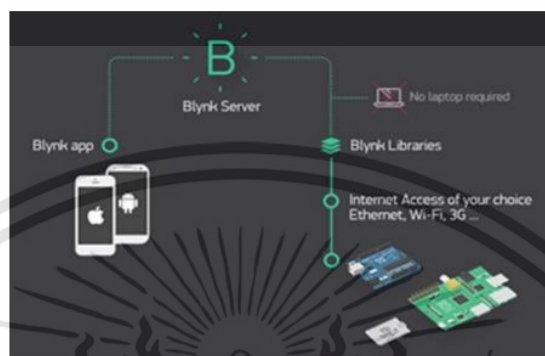 B
Blynk Server
No laptop required
Blynk app
Blynk Libraries
Internet Access of your choice
Ethernet, Wi-Fi, 3G ...